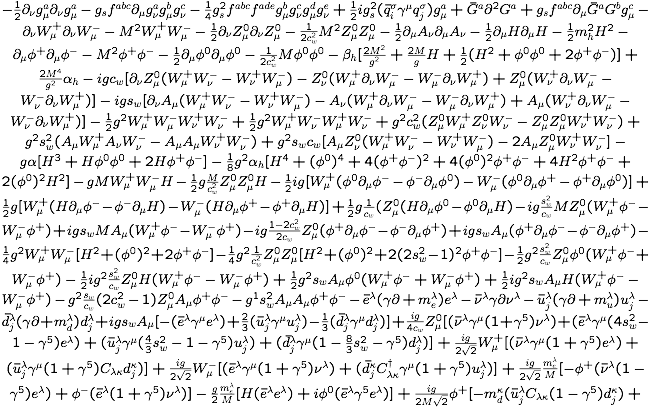 -\frac{1}{2}\partial_\nu g^a_\mu \partial_\nu g^a_\mu - g_s f^{abc} \partial_\mu g^a_\nu g^b_\mu g^c_\nu - \frac{1}{4} g^2_s f^{abc} f^{ade} g^b_\mu g^c_\nu g^d_\mu g^e_\nu + \frac{1}{2} i g^2_s (\bar{q}^\sigma_i \gamma^\mu q^\sigma_j) g^a_\mu + \bar{G}^a \partial^2 G^a + g_s f^{abc} \partial_\mu \bar{G}^a G^b g^c_\mu -
\partial_\nu W^+_\mu \partial_\nu W^-_\mu - M^2 W^+_\mu W^-_\mu - \frac{1}{2} \partial_\nu Z^0_\mu \partial_\nu Z^0_\mu - \frac{1}{2c^2_w} M^2 Z^0_\mu Z^0_\mu - \frac{1}{2} \partial_\mu A_\nu \partial_\mu A_\nu - \frac{1}{2} \partial_\mu H \partial_\mu H - \frac{1}{2} m^2_h H^2 -
\partial_\mu \phi^+ \partial_\mu \phi^- - M^2 \phi^+ \phi^- - \frac{1}{2} \partial_\mu \phi^0 \partial_\mu \phi^0 - \frac{1}{2c^2_w} M \phi^0 \phi^0 - \beta_h [\frac{2M^2}{g^2} + \frac{2M}{g} H + \frac{1}{2} (H^2 + \phi^0 \phi^0 + 2\phi^+ \phi^-)] +
\frac{2M^4}{g^2} \alpha_h - igc_w [\partial_\nu Z^0_\mu (W^+_\mu W^-_\nu - W^+_\nu W^-_\mu) - Z^0_\nu (W^+_\mu \partial_\nu W^-_\mu - W^-_\mu \partial_\nu W^+_\mu) + Z^0_\mu (W^+_\nu \partial_\nu W^-_\mu -
W^-_\nu \partial_\nu W^+_\mu)] - igs_w [\partial_\nu A_\mu (W^+_\mu W^-_\nu - W^+_\nu W^-_\mu) - A_\nu (W^+_\mu \partial_\nu W^-_\mu - W^-_\mu \partial_\nu W^+_\mu) + A_\mu (W^+_\nu \partial_\nu W^-_\mu -
W^-_\nu \partial_\nu W^+_\mu)] - \frac{1}{2} g^2 W^+_\mu W^-_\mu W^+_\nu W^-_\nu + \frac{1}{2} g^2 W^+_\mu W^-_\nu W^+_\mu W^-_\nu + g^2 c^2_w (Z^0_\mu W^+_\mu Z^0_\nu W^-_\nu - Z^0_\mu Z^0_\mu W^+_\nu W^-_\nu) +
g^2 s^2_w (A_\mu W^+_\mu A_\nu W^-_\nu - A_\mu A_\mu W^+_\nu W^-_\nu) + g^2 s_w c_w [A_\mu Z^0_\nu (W^+_\mu W^-_\nu - W^+_\nu W^-_\mu) - 2A_\mu Z^0_\mu W^+_\nu W^-_\nu] -
g\alpha [H^3 + H\phi^0 \phi^0 + 2H\phi^+ \phi^-] - \frac{1}{8} g^2 \alpha_h [H^4 + (\phi^0)^4 + 4(\phi^+ \phi^-)^2 + 4(\phi^0)^2 \phi^+ \phi^- + 4H^2 \phi^+ \phi^- +
2(\phi^0)^2 H^2] - gMW^+_\mu W^-_\mu H - \frac{1}{2} g \frac{M}{c^2_w} Z^0_\mu Z^0_\mu H - \frac{1}{2} ig [W^+_\mu (\phi^0 \partial_\mu \phi^- - \phi^- \partial_\mu \phi^0) - W^-_\mu (\phi^0 \partial_\mu \phi^+ - \phi^+ \partial_\mu \phi^0)] +
\frac{1}{2} g [W^+_\mu (H \partial_\mu \phi^- - \phi^- \partial_\mu H) - W^-_\mu (H \partial_\mu \phi^+ - \phi^+ \partial_\mu H)] + \frac{1}{2} g \frac{1}{c_w} (Z^0_\mu (H \partial_\mu \phi^0 - \phi^0 \partial_\mu H) - ig \frac{s^2_w}{c_w} M Z^0_\mu (W^+_\mu \phi^- -
W^-_\mu \phi^+) + igs_w M A_\mu (W^+_\mu \phi^- - W^-_\mu \phi^+) - ig \frac{1-2c^2_w}{2c_w} Z^0_\mu (\phi^+ \partial_\mu \phi^- - \phi^- \partial_\mu \phi^+) + igs_w A_\mu (\phi^+ \partial_\mu \phi^- - \phi^- \partial_\mu \phi^+) -
\frac{1}{4} g^2 W^+_\mu W^-_\mu [H^2 + (\phi^0)^2 + 2\phi^+ \phi^-] - \frac{1}{4} g^2 \frac{1}{c^2_w} Z^0_\mu Z^0_\mu [H^2 + (\phi^0)^2 + 2(2s^2_w - 1)^2 \phi^+ \phi^-] - \frac{1}{2} g^2 \frac{s^2_w}{c_w} Z^0_\mu \phi^0 (W^+_\mu \phi^- +
W^-_\mu \phi^+) - \frac{1}{2} ig^2 \frac{s^2_w}{c_w} Z^0_\mu H (W^+_\mu \phi^- - W^-_\mu \phi^+) + \frac{1}{2} g^2 s_w A_\mu \phi^0 (W^+_\mu \phi^- + W^-_\mu \phi^+) + \frac{1}{2} ig^2 s_w A_\mu H (W^+_\mu \phi^- -
W^-_\mu \phi^+) - g^2 \frac{s_w}{c_w} (2c^2_w - 1) Z^0_\mu A_\mu \phi^+ \phi^- - g^1 s^2_w A_\mu A_\mu \phi^+ \phi^- - \bar{e}^\lambda (\gamma\partial + m^\lambda_e) e^\lambda - \bar{\nu}^\lambda \gamma\partial \nu^\lambda - \bar{u}^\lambda_j (\gamma\partial + m^\lambda_u) u^\lambda_j -
\bar{d}^\lambda_j (\gamma\partial + m^\lambda_d) d^\lambda_j + igs_w A_\mu [-(\bar{e}^\lambda \gamma^\mu e^\lambda) + \frac{2}{3} (\bar{u}^\lambda_j \gamma^\mu u^\lambda_j) - \frac{1}{3} (\bar{d}^\lambda_j \gamma^\mu d^\lambda_j)] + \frac{ig}{4c_w} Z^0_\mu [(\bar{\nu}^\lambda \gamma^\mu (1 + \gamma^5) \nu^\lambda) + (\bar{e}^\lambda \gamma^\mu (4s^2_w -
1 - \gamma^5) e^\lambda) + (\bar{u}^\lambda_j \gamma^\mu (\frac{4}{3} s^2_w - 1 - \gamma^5) u^\lambda_j) + (\bar{d}^\lambda_j \gamma^\mu (1 - \frac{8}{3} s^2_w - \gamma^5) d^\lambda_j)] + \frac{ig}{2\sqrt{2}} W^+_\mu [(\bar{\nu}^\lambda \gamma^\mu (1 + \gamma^5) e^\lambda) +
(\bar{u}^\lambda_j \gamma^\mu (1 + \gamma^5) C_{\lambda\kappa} d^\kappa_j)] + \frac{ig}{2\sqrt{2}} W^-_\mu [(\bar{e}^\lambda \gamma^\mu (1 + \gamma^5) \nu^\lambda) + (\bar{d}^\kappa_j C^\dagger_{\lambda\kappa} \gamma^\mu (1 + \gamma^5) u^\lambda_j)] + \frac{ig}{2\sqrt{2}} \frac{m^\lambda_e}{M} [-\phi^+ (\bar{\nu}^\lambda (1 -
\gamma^5) e^\lambda) + \phi^- (\bar{e}^\lambda (1 + \gamma^5) \nu^\lambda)] - \frac{g}{2} \frac{m^\lambda_e}{M} [H (\bar{e}^\lambda e^\lambda) + i\phi^0 (\bar{e}^\lambda \gamma^5 e^\lambda)] + \frac{ig}{2M\sqrt{2}} \phi^+ [-m^\kappa_d (\bar{u}^\lambda_j C_{\lambda\kappa} (1 - \gamma^5) d^\kappa_j) +